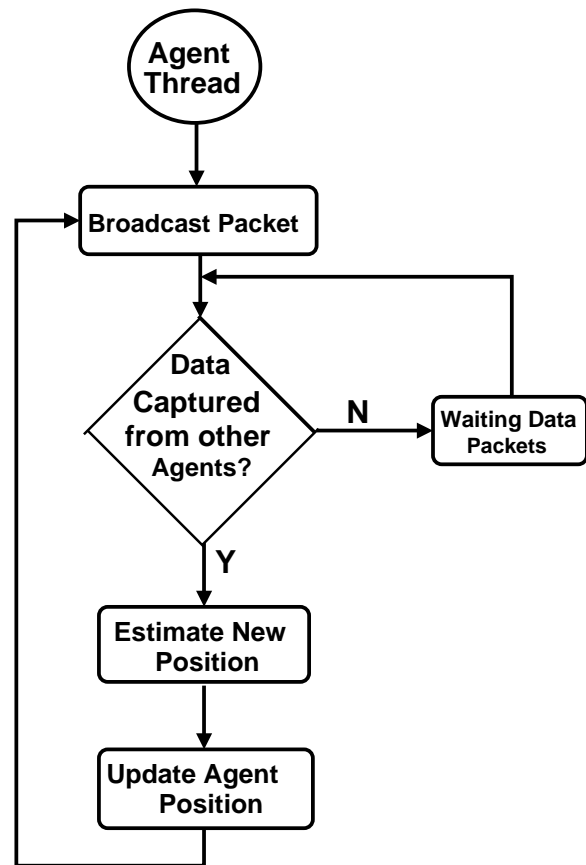 Agent
Thread
Broadcast Packet
Data
Captured
from other
Agents?
N
Waiting Data
Packets
Y
Estimate New
Position
Update Agent
Position